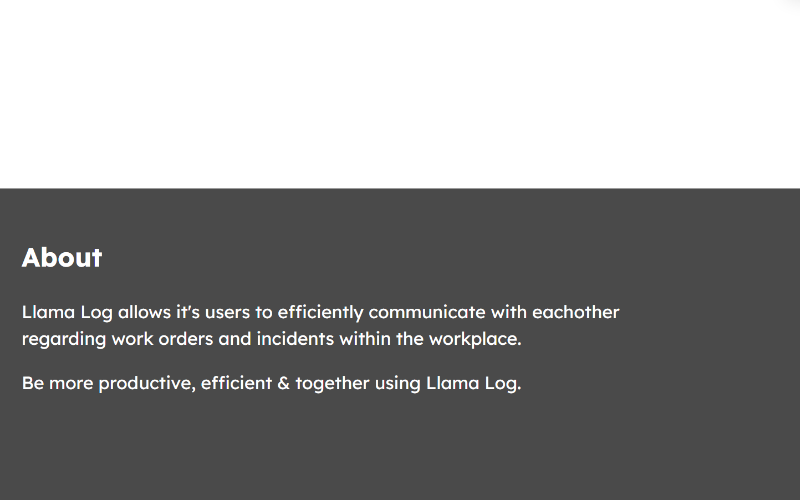 About
Llama Log allows it's users to efficiently communicate with eachother
regarding work orders and incidents within the workplace.
Be more productive, efficient & together using Llama Log.